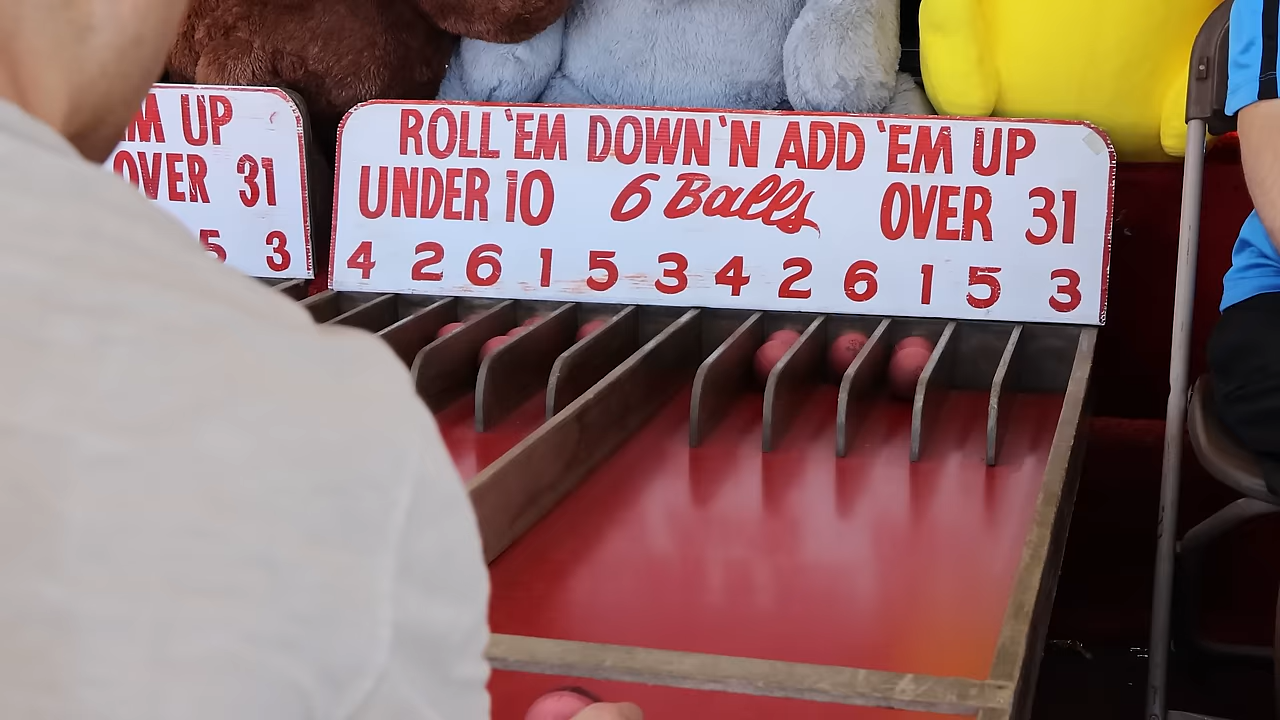 'EM UP
OVER 31
5 3
ROLL 'EM DOWN 'N ADD 'EM UP
UNDER 10 6 Balls OVER 31
4 2 6 1 5 3 4 2 6 1 5 3